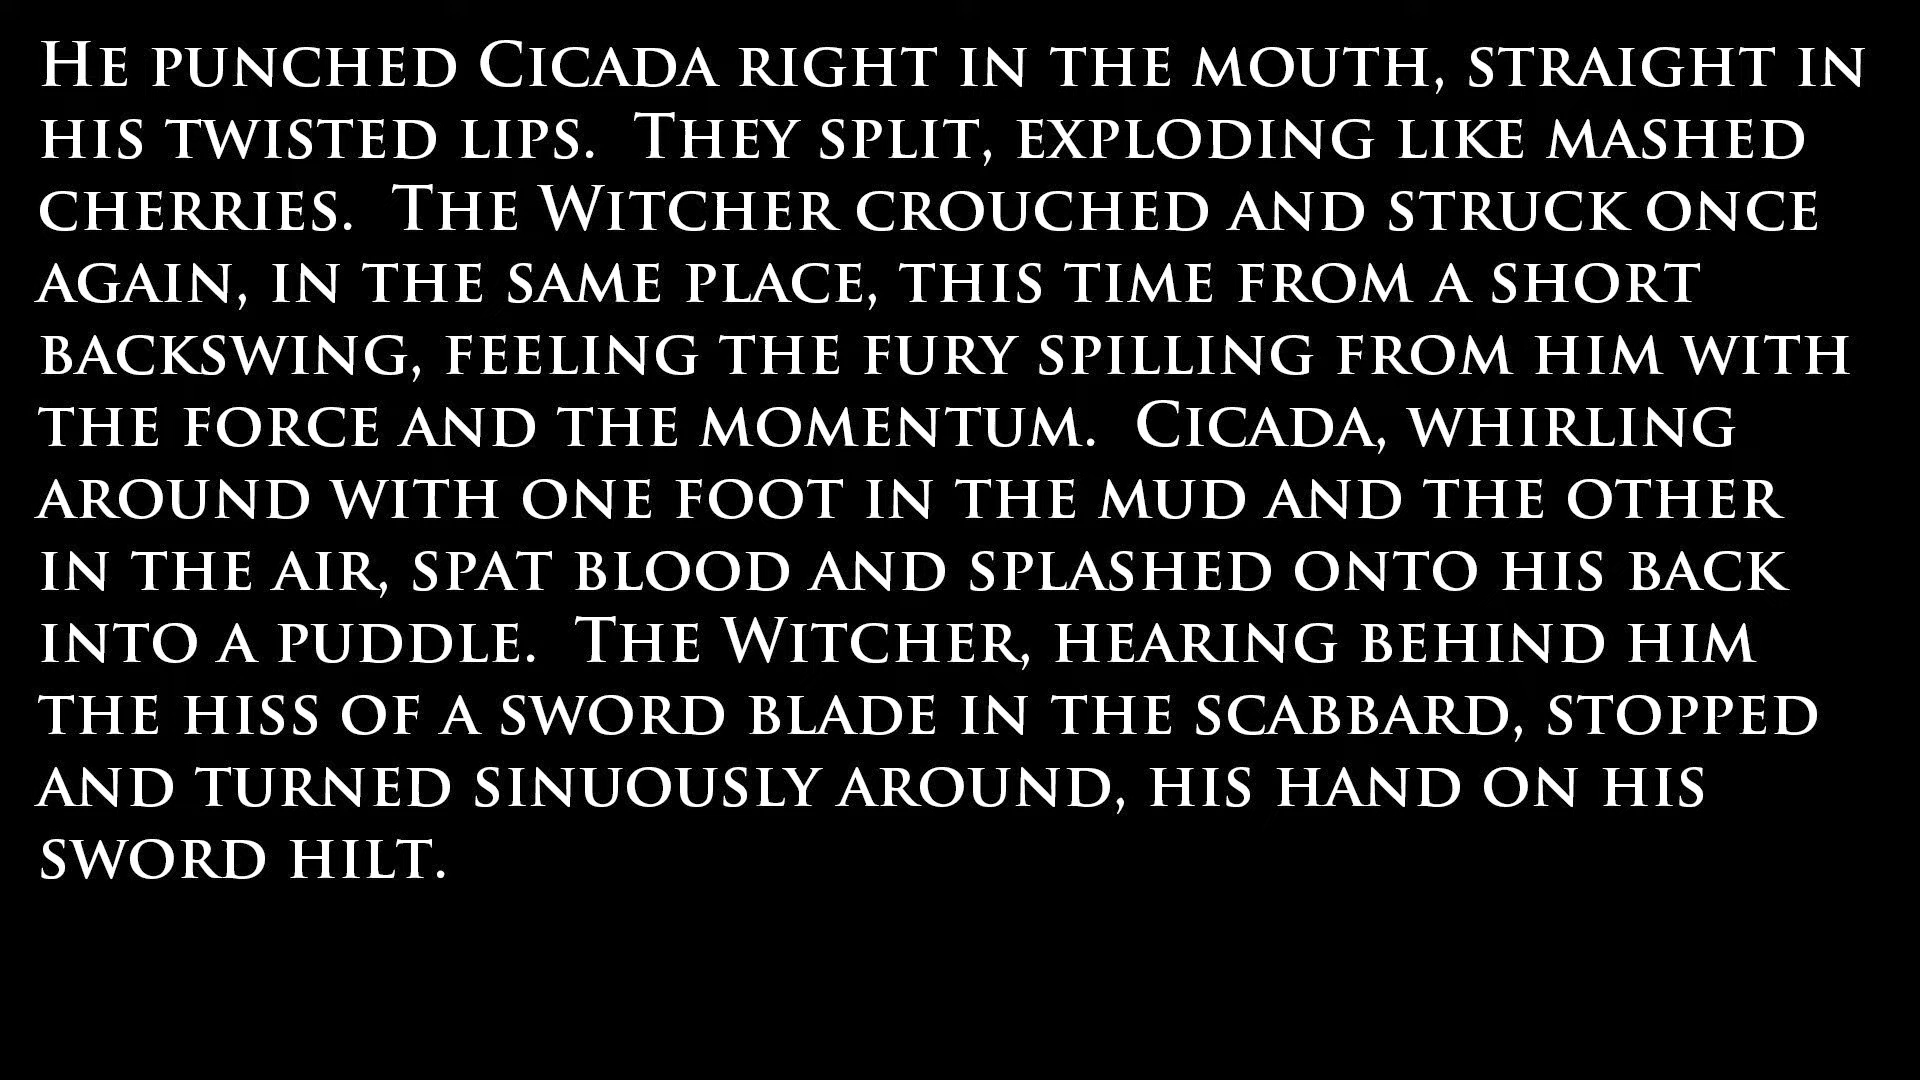 He punched Cicada right in the mouth, straight in
his twisted lips.  They split, exploding like mashed
cherries.  The Witcher crouched and struck once
again, in the same place, this time from a short
backswing, feeling the fury spilling from him with
the force and the momentum.  Cicada, whirling
around with one foot in the mud and the other
in the air, spat blood and splashed onto his back
into a puddle.  The Witcher, hearing behind him
the hiss of a sword blade in the scabbard, stopped
and turned sinuously around, his hand on his
sword hilt.